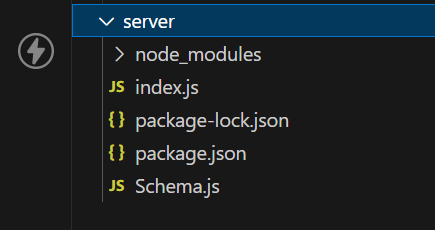 server
node_modules
JS index.js
{ } package-lock.json
{ } package.json
JS Schema.js